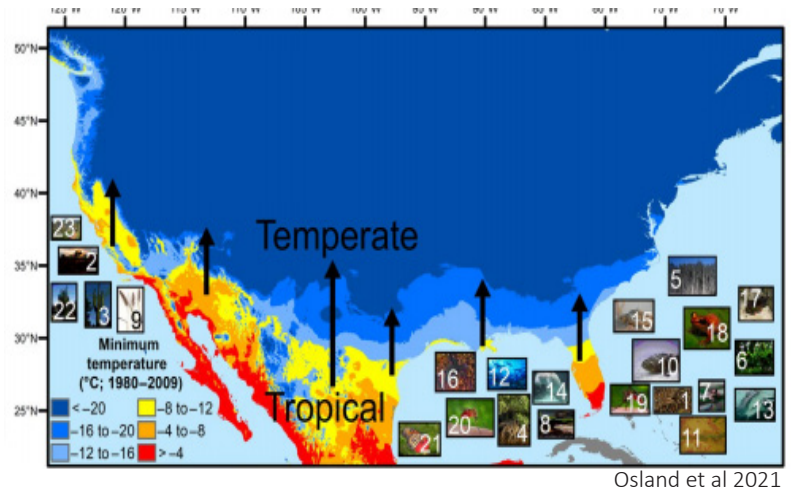 50°N
45°N
40°N
35°N
30°N
25°N
Temperate
Tropical
23
2
22
3
9
Minimum
temperature
(°C; 1980–2009)
<–20
–8 to –12
–16 to –20
–4 to –8
–12 to –16
>–4
5
15
17
18
10
6
16
12
14
19
1
7
13
20
4
8
21
11
Osland et al 2021